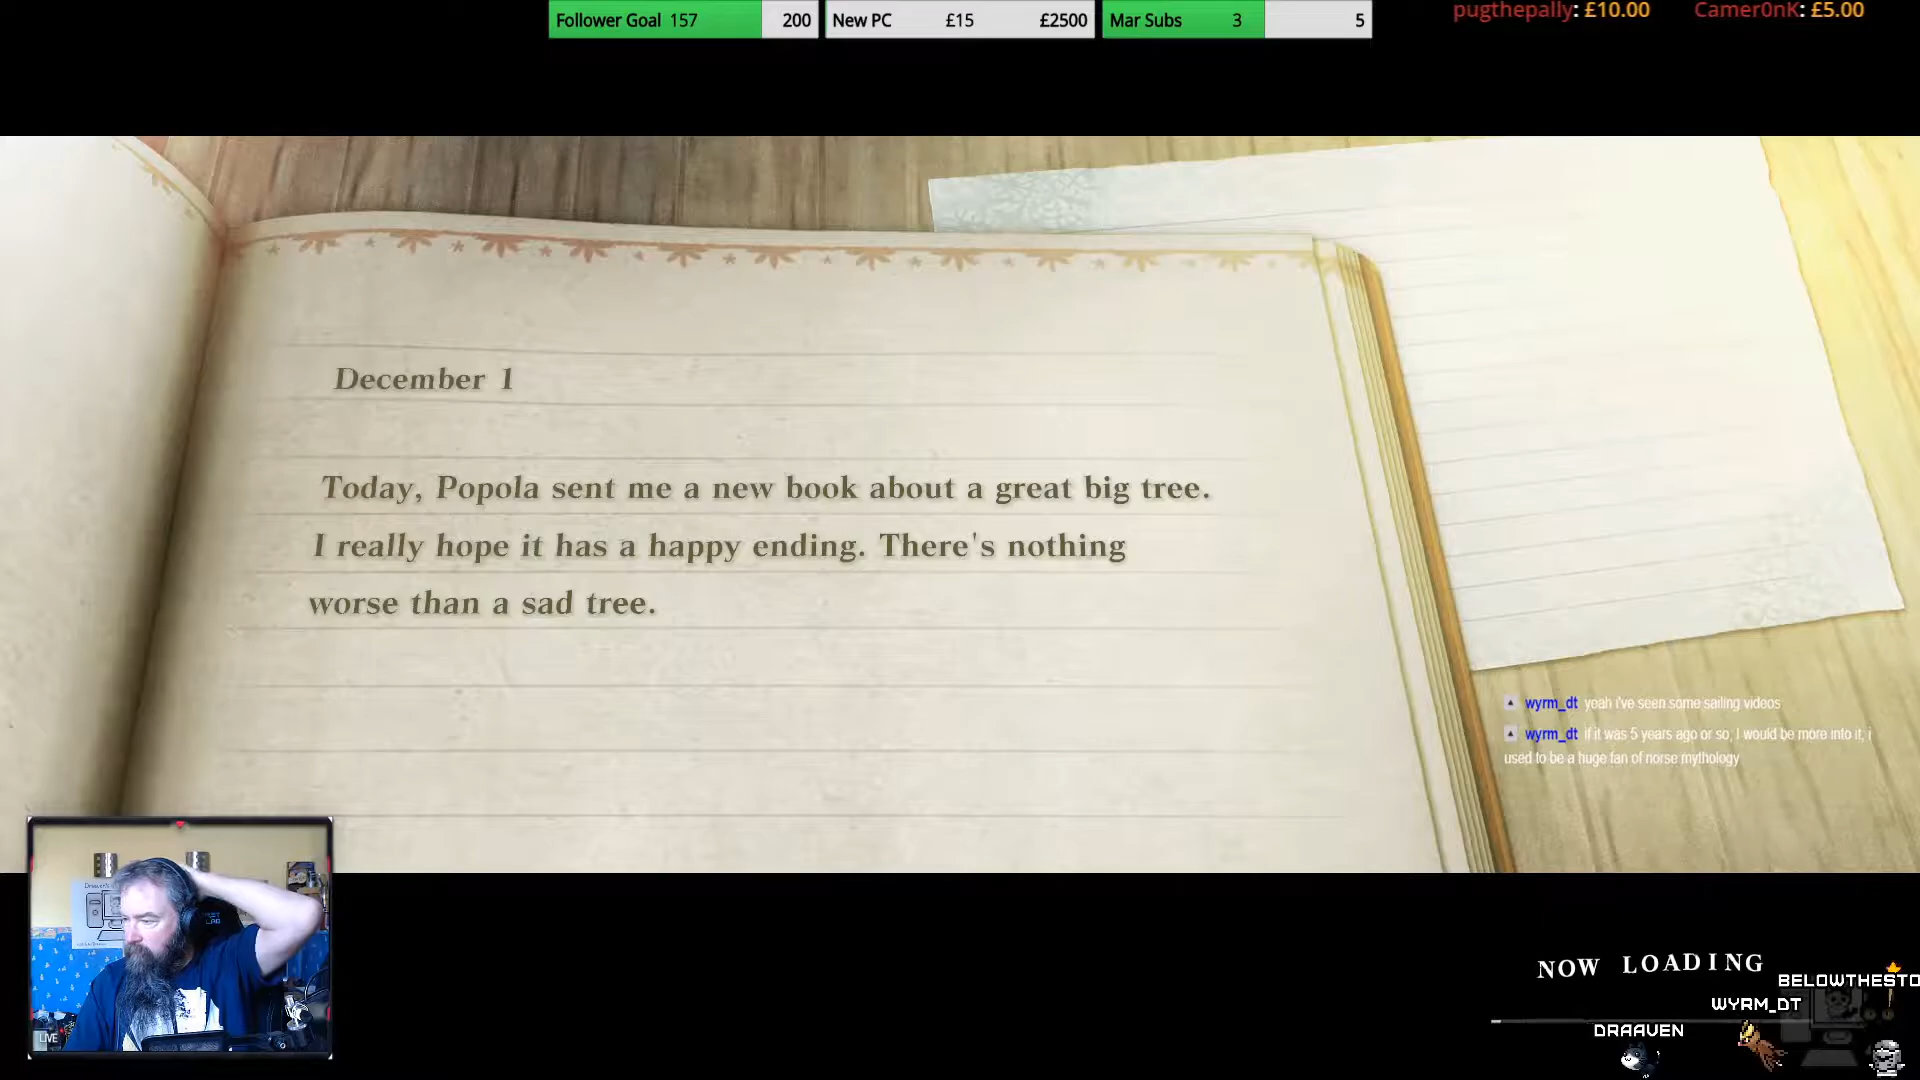 Follower Goal 157 200
New PC £15 £2500
Mar Subs 3 5
pugthepally: £10.00 Camer0nK: £5.00
December 1
Today, Popola sent me a new book about a great big tree.
I really hope it has a happy ending. There's nothing
worse than a sad tree.
wyrm_dt yeah i've seen some sailing videos
wyrm_dt if it was 5 years ago or so, I would be more into it, i
used to be a huge fan of norse mythology
LIVE
NOW LOADING
BELOWTHESTO
WYRM_DT
DRAAVEN